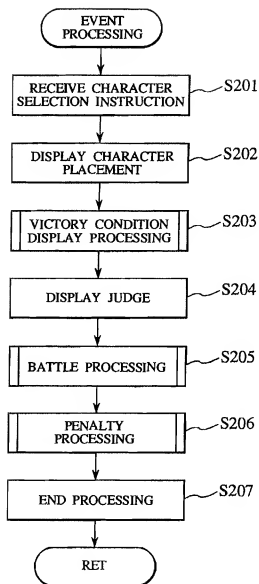 EVENT
PROCESSING
RECEIVE CHARACTER
SELECTION INSTRUCTION
S201
DISPLAY CHARACTER
PLACEMENT
S202
VICTORY CONDITION
DISPLAY PROCESSING
S203
DISPLAY JUDGE
S204
BATTLE PROCESSING
S205
PENALTY
PROCESSING
S206
END PROCESSING
S207
RET